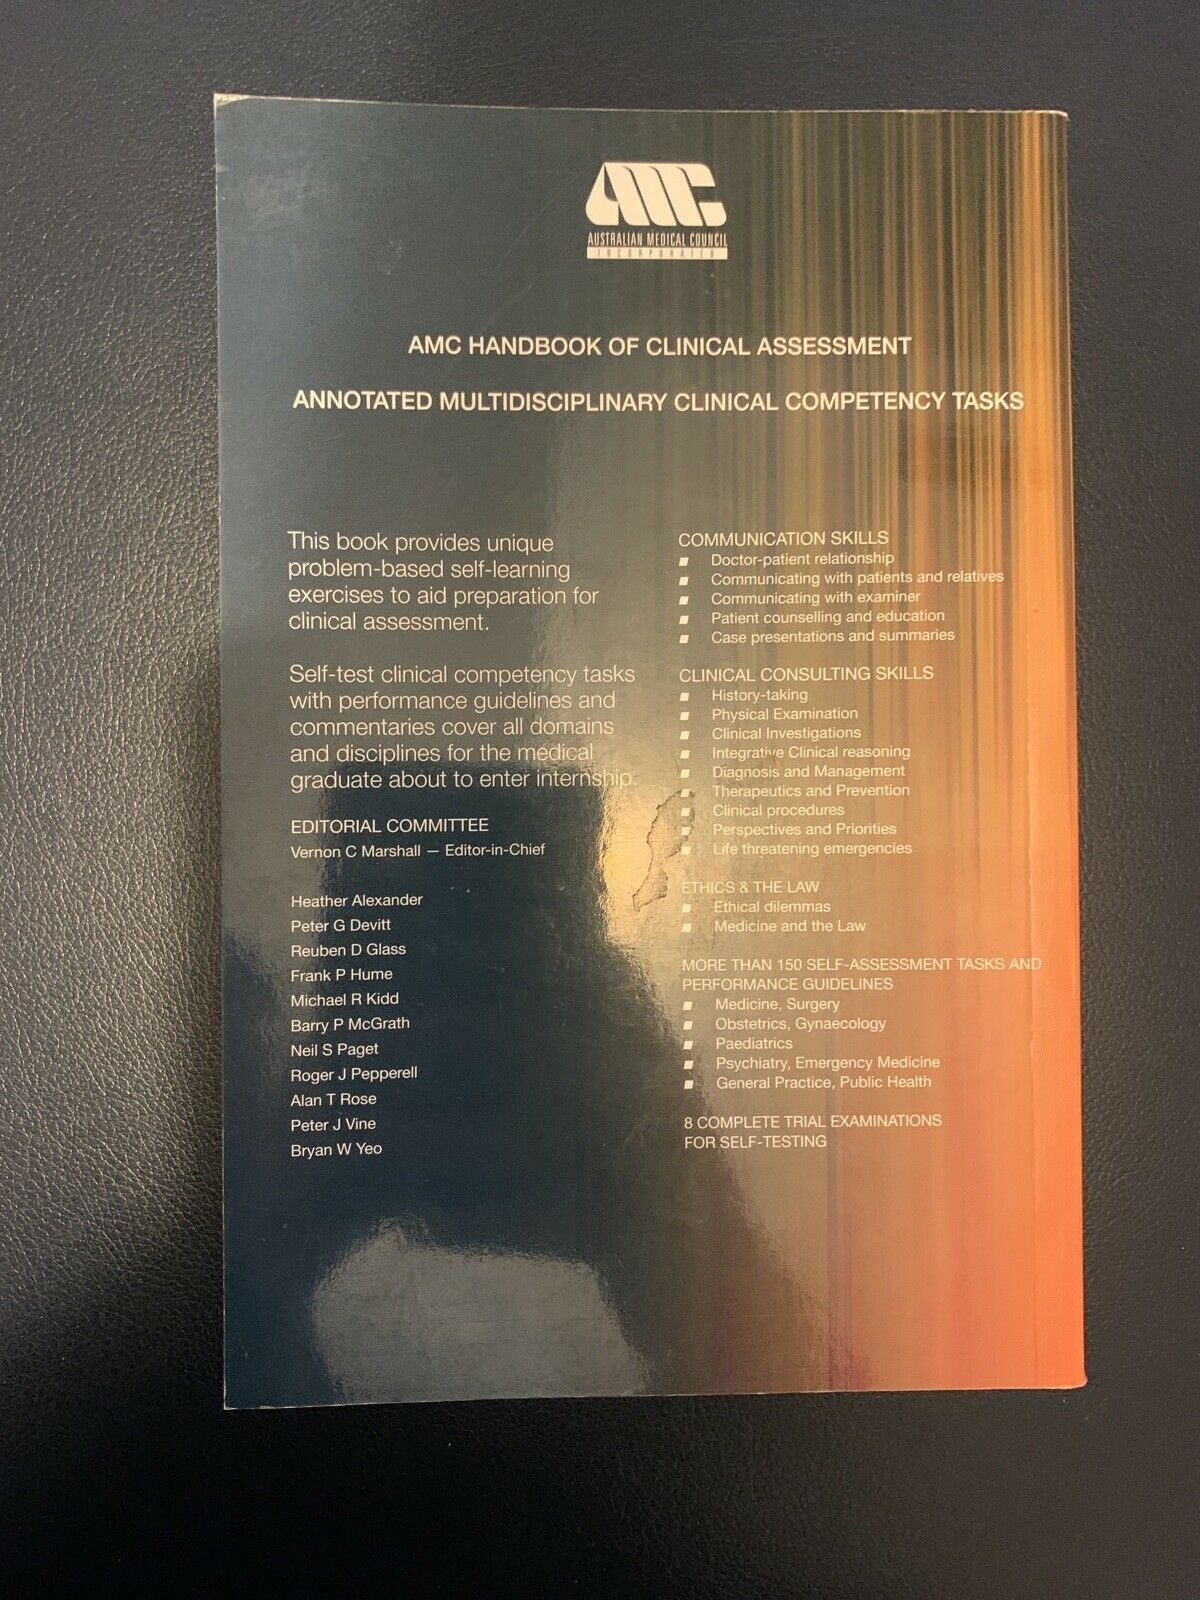 AMC
AUSTRALIAN MEDICAL COUNCIL
INCORPORATED
AMC HANDBOOK OF CLINICAL ASSESSMENT
ANNOTATED MULTIDISCIPLINARY CLINICAL COMPETENCY TASKS
This book provides unique
problem-based self-learning
exercises to aid preparation for
clinical assessment.
Self-test clinical competency tasks
with performance guidelines and
commentaries cover all domains
and disciplines for the medical
graduate about to enter internship.
EDITORIAL COMMITTEE
Vernon C Marshall — Editor-in-Chief
Heather Alexander
Peter G Devitt
Reuben D Glass
Frank P Hume
Michael R Kidd
Barry P McGrath
Neil S Paget
Roger J Pepperell
Alan T Rose
Peter J Vine
Bryan W Yeo
COMMUNICATION SKILLS
■ Doctor-patient relationship
■ Communicating with patients and relatives
■ Communicating with examiner
■ Patient counselling and education
■ Case presentations and summaries
CLINICAL CONSULTING SKILLS
■ History-taking
■ Physical Examination
■ Clinical Investigations
■ Integrative Clinical reasoning
■ Diagnosis and Management
■ Therapeutics and Prevention
■ Clinical procedures
■ Perspectives and Priorities
■ Life threatening emergencies
ETHICS & THE LAW
■ Ethical dilemmas
■ Medicine and the Law
MORE THAN 150 SELF-ASSESSMENT TASKS AND
PERFORMANCE GUIDELINES
■ Medicine, Surgery
■ Obstetrics, Gynaecology
■ Paediatrics
■ Psychiatry, Emergency Medicine
■ General Practice, Public Health
8 COMPLETE TRIAL EXAMINATIONS
FOR SELF-TESTING